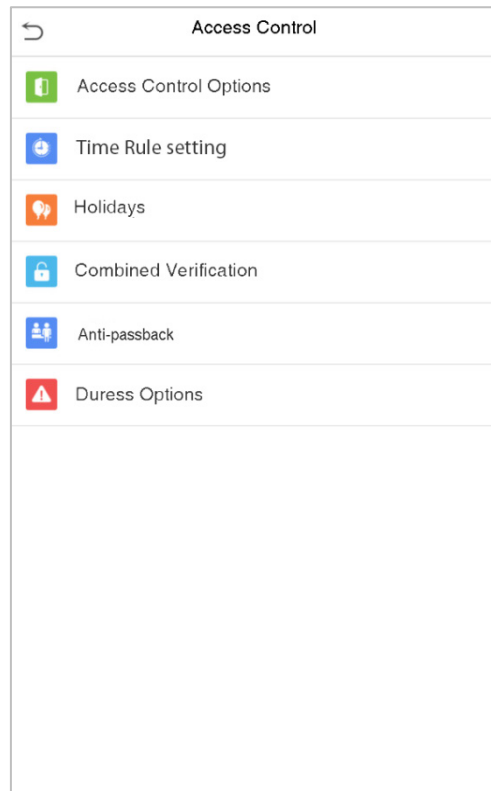 Access Control
Access Control Options
Time Rule setting
Holidays
Combined Verification
Anti-passback
Duress Options